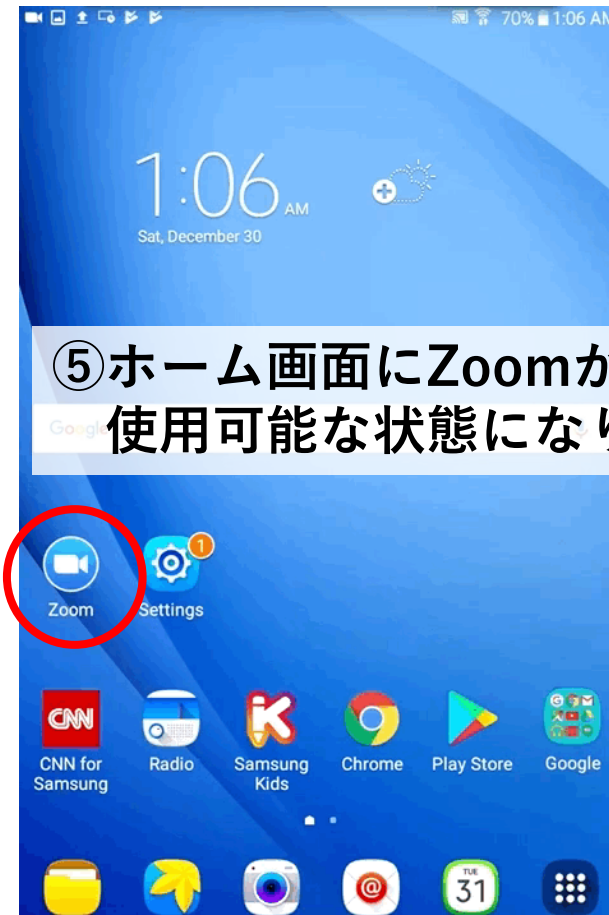 70% 1:06 AM
1:06 AM
Sat, December 30
⑤ホーム画面にZoomが
Google
使用可能な状態になり
1
Zoom
Settings
CNN
CNN for Samsung
Radio
Samsung Kids
Chrome
Play Store
Google
TUE
31